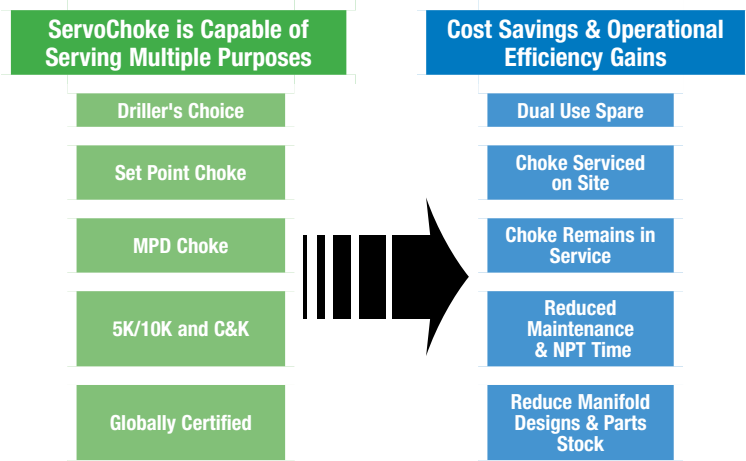 ServoChoke is Capable of
Serving Multiple Purposes
Driller's Choice
Set Point Choke
MPD Choke
5K/10K and C&K
Globally Certified
Cost Savings & Operational
Efficiency Gains
Dual Use Spare
Choke Serviced
on Site
Choke Remains in
Service
Reduced
Maintenance
& NPT Time
Reduce Manifold
Designs & Parts
Stock